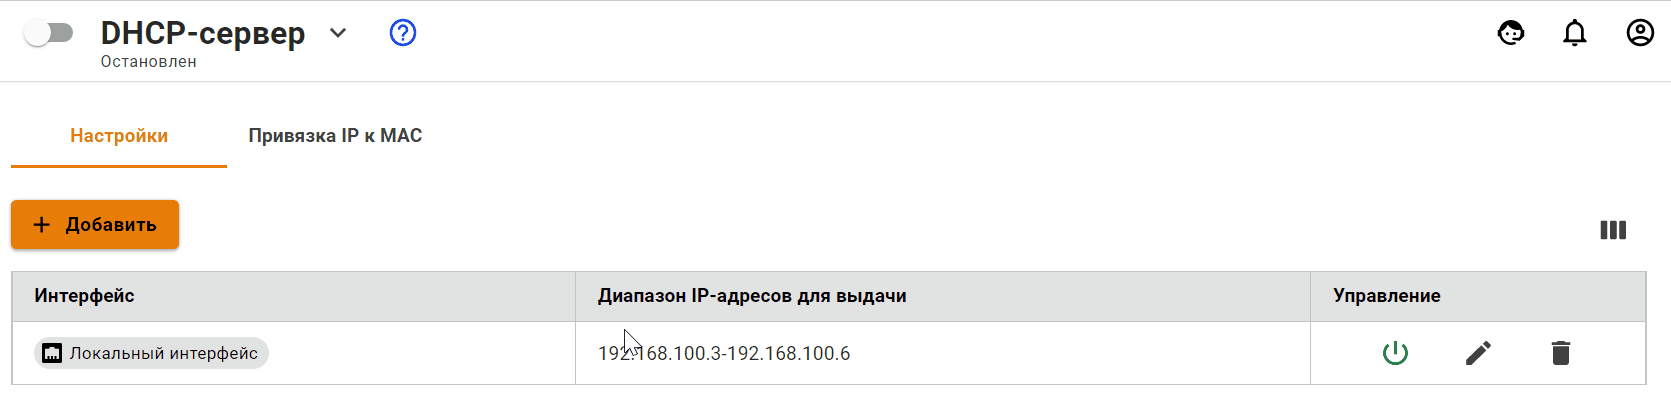 DHCP-сервер
Остановлен
Настройки
Привязка IP к MAC
Добавить
Интерфейс
Диапазон IP-адресов для выдачи
Управление
Локальный интерфейс
192.168.100.3-192.168.100.6